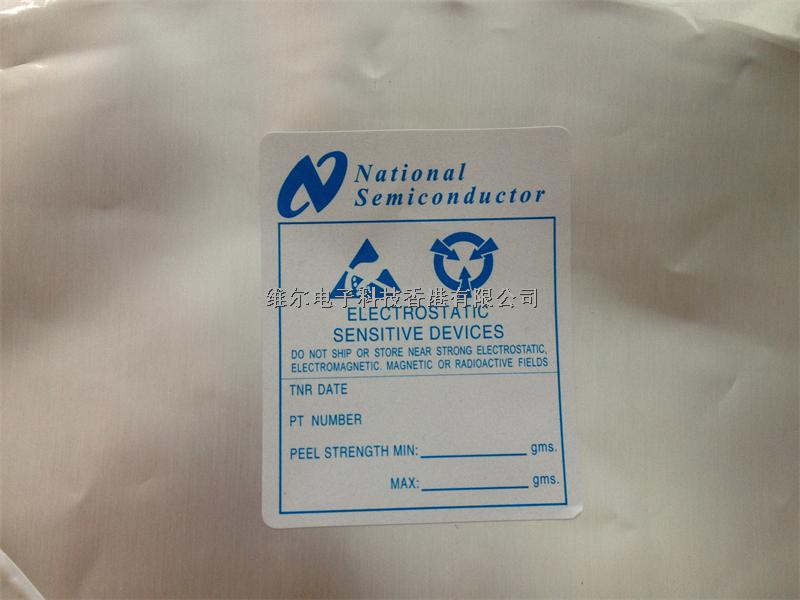 National
Semiconductor
维尔电子科技香港有限公司
ELECTROSTATIC
SENSITIVE DEVICES
DO NOT SHIP OR STORE NEAR STRONG ELECTROSTATIC,
ELECTROMAGNETIC. MAGNETIC OR RADIOACTIVE FIELDS
TNR DATE
PT NUMBER
PEEL STRENGTH MIN: gms.
MAX: gms.